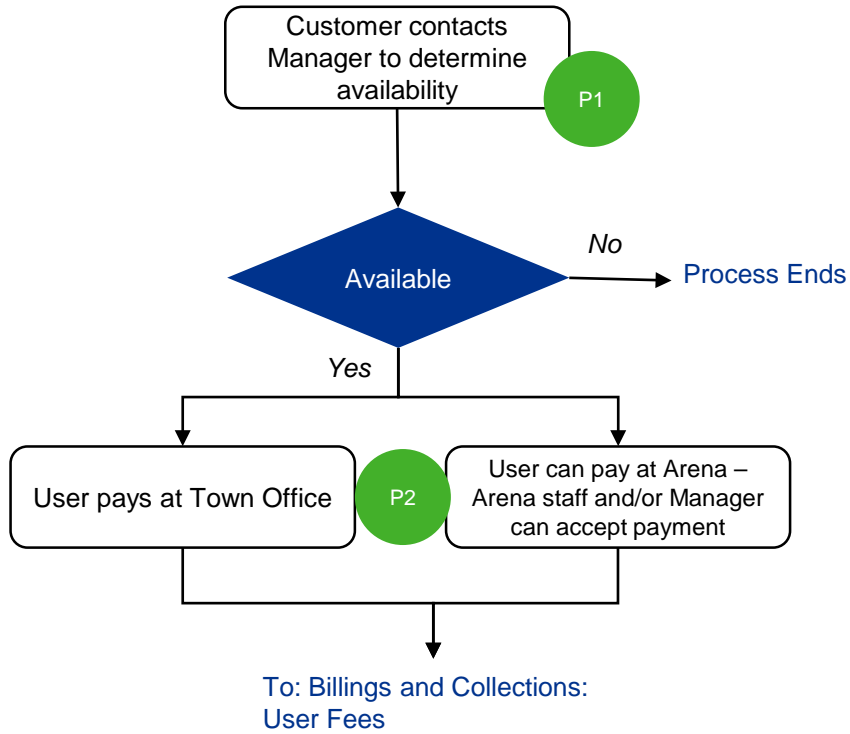 Customer contacts
Manager to determine
availability
P1
Available
No
Process Ends
Yes
User pays at Town Office
P2
User can pay at Arena –
Arena staff and/or Manager
can accept payment
To: Billings and Collections:
User Fees